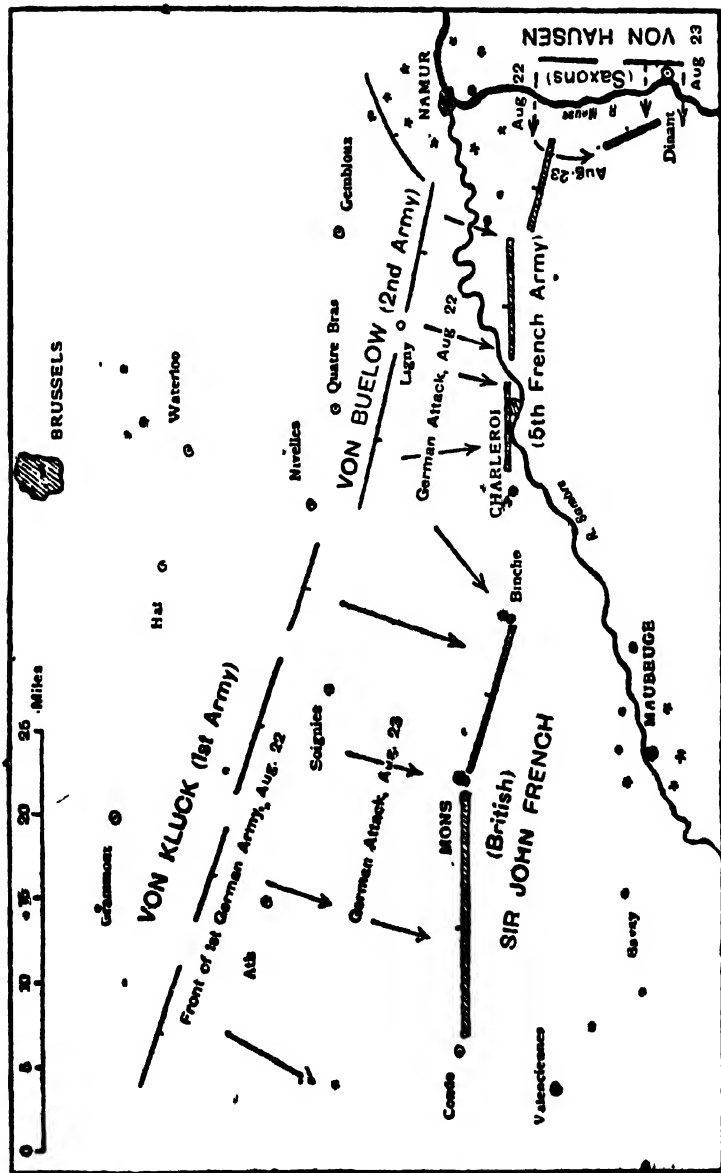 BRUSSELS
Waterloo
Hal
Grammont
0 5 10 15 20 25
Miles
VON KLUCK (1st Army)
Front of 1st German Army, Aug. 22
Ath
Soignies
Nivelles
Quatre Bras
Gembloux
VON BUELOW (2nd Army)
Ligny
German Attack, Aug 22
German Attack, Aug. 23
NAMUR
CHARLEROI
(5th French Army)
Binche
MONS
(British)
SIR JOHN FRENCH
Conde
Valenciennes
Bavay
MAUBEUGE
R. Sambre
R Meuse
Dinant
Aug. 23
Aug 22
(Saxons)
VON HAUSEN
Aug 23